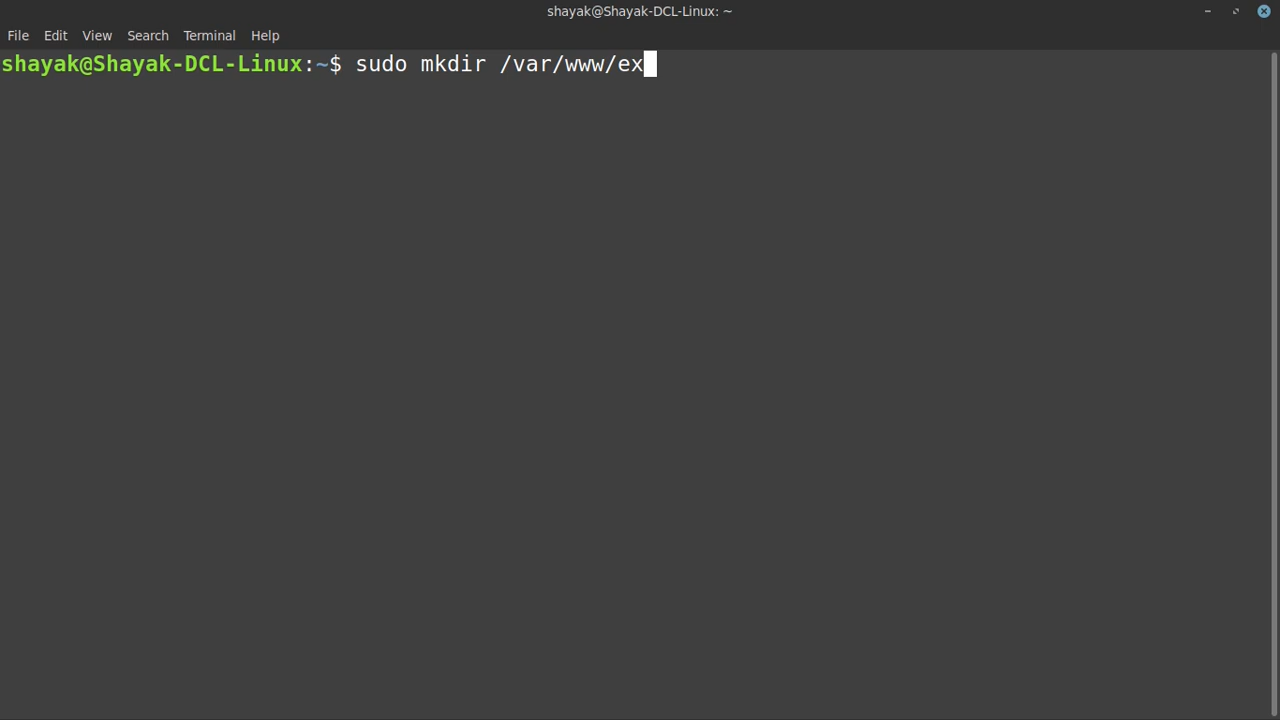 shayak@Shayak-DCL-Linux: ~
File Edit View Search Terminal Help
shayak@Shayak-DCL-Linux:~$ sudo mkdir /var/www/ex